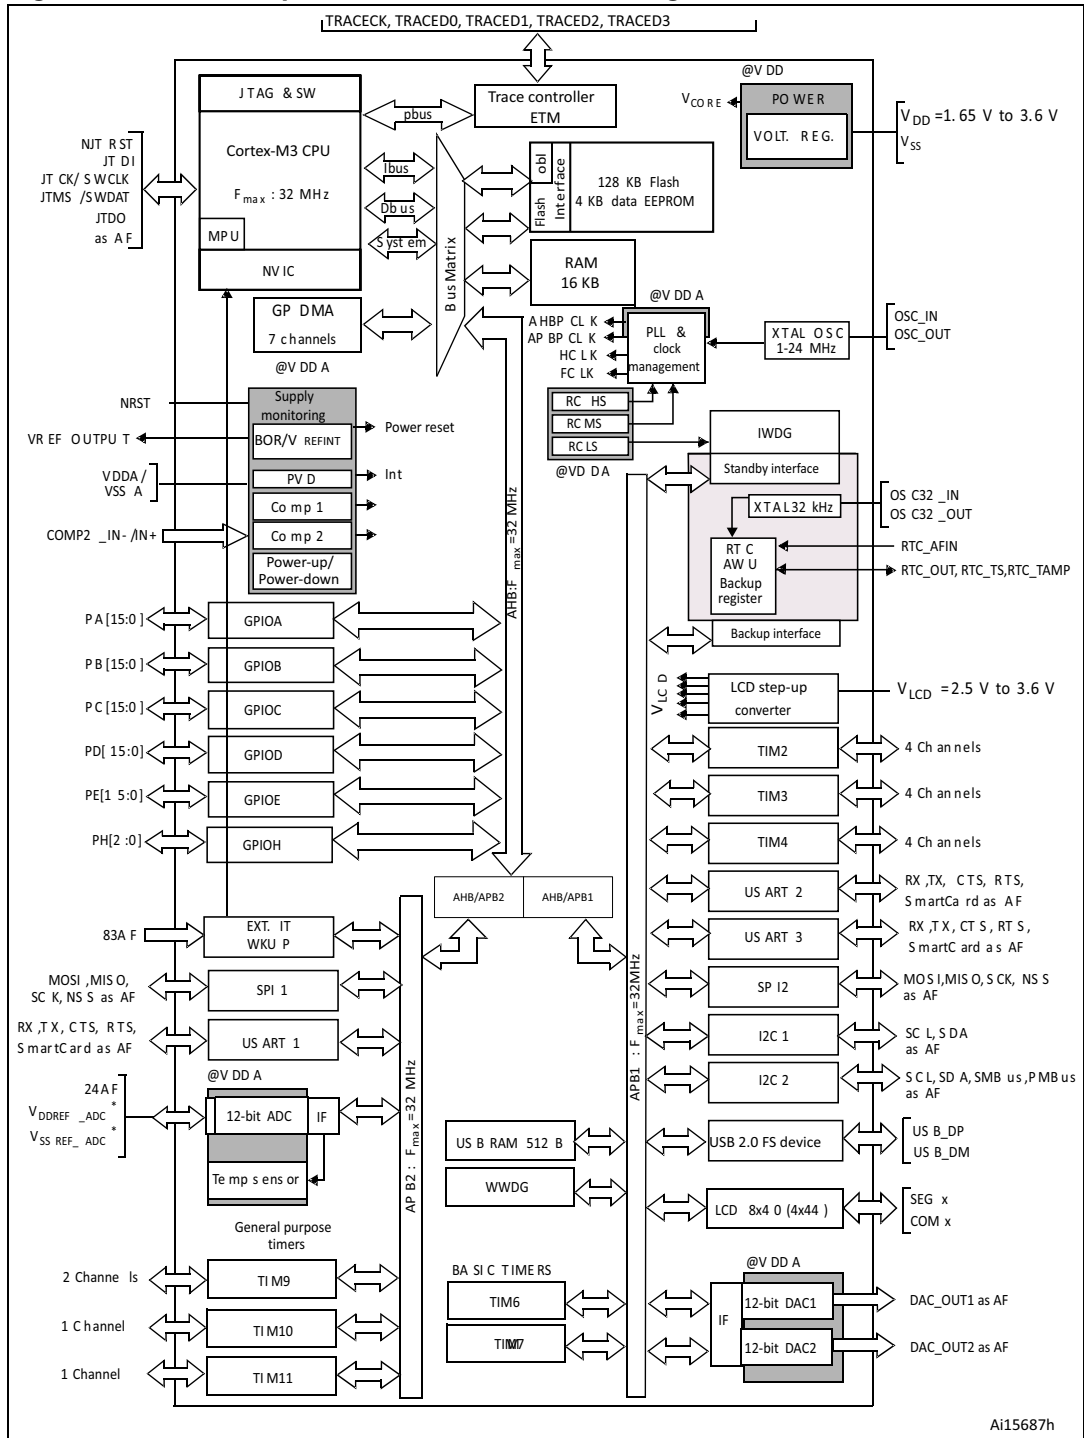 TRACECK, TRACED0, TRACED1, TRACED2, TRACED3
@VDD
JTAG & SW
pbus
Trace controller
ETM
VCORE
POWER
VOLT. REG.
VDD =1.65 V to 3.6 V
VSS
NJTRST
JTDI
JTCK/SWCLK
JTMS/SWDAT
JTDO
as AF
Cortex-M3 CPU
Fmax : 32 MHz
MPU
NVIC
Ibus
Dbus
System
Bus Matrix
Flash obl
Interface
128 KB Flash
4 KB data EEPROM
RAM
16 KB
GP DMA
7 channels
@VDDA
AHBPCLK
APBPCLK
HCLK
FCLK
PLL &
clock
management
XTAL OSC
1-24 MHz
OSC_IN
OSC_OUT
@VDDA
Supply
monitoring
NRST
VREF OUTPUT
BOR/VREFINT
Power reset
VDDA/
VSSA
PVD
Int
Comp 1
COMP2_IN-/IN+
Comp 2
Power-up/
Power-down
RC HS
RC MS
RC LS
@VDDA
IWDG
Standby interface
XTAL32 kHz
OSC32_IN
OSC32_OUT
RTC
AWU
Backup
register
RTC_AFIN
RTC_OUT, RTC_TS,RTC_TAMP
Backup interface
AHB:Fmax=32 MHz
PA[15:0]
GPIOA
PB[15:0]
GPIOB
PC[15:0]
GPIOC
PD[15:0]
GPIOD
PE[15:0]
GPIOE
PH[2:0]
GPIOH
VLCD
LCD step-up
converter
VLCD =2.5 V to 3.6 V
TIM2
4 Channels
TIM3
4 Channels
TIM4
4 Channels
AHB/APB2
AHB/APB1
USART 2
RX,TX, CTS, RTS,
SmartCard as AF
83AF
EXT. IT
WKUP
USART 3
RX,TX, CTS, RTS,
SmartCard as AF
MOSI,MISO,
SCK, NSS as AF
SPI 1
SPI2
MOSI,MISO,SCK, NSS
as AF
RX,TX, CTS, RTS,
SmartCard as AF
USART 1
I2C 1
SCL, SDA
as AF
I2C 2
SCL, SDA, SMBus,PMBus
as AF
APB1 : Fmax=32MHz
APB2: Fmax=32 MHz
@VDDA
24AF
VDDREF_ADC*
VSSREF_ADC*
12-bit ADC
IF
Temp sensor
USB RAM 512 B
USB 2.0 FS device
USB_DP
USB_DM
WWDG
LCD 8x40 (4x44)
SEGx
COMx
General purpose
timers
2 Channels
TIM9
1 Channel
TIM10
1 Channel
TIM11
BASIC TIMERS
TIM6
TIM7
@VDDA
IF
12-bit DAC1
DAC_OUT1 as AF
12-bit DAC2
DAC_OUT2 as AF
Ai15687h